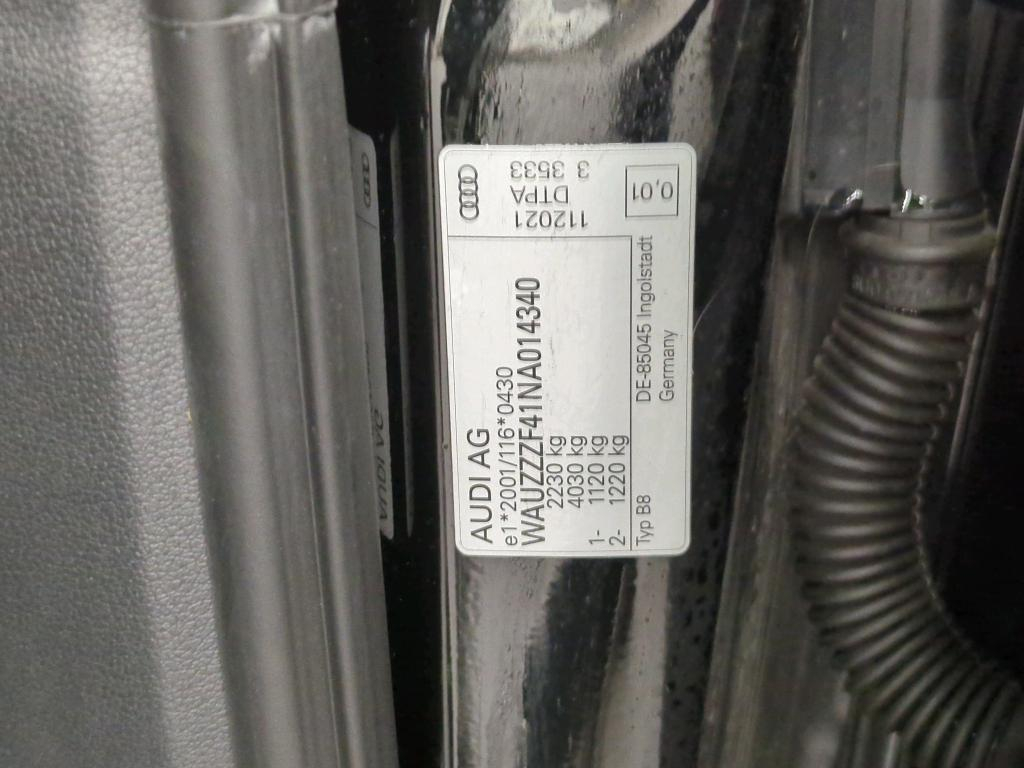 AUDI AG
e1*2001/116*0430
WAUZZZF41NA014340
2230 kg
4030 kg
1- 1120 kg
2- 1220 kg
Typ B8
DE-85045 Ingolstadt
Germany
112021
DTPA
3 3533
0,01